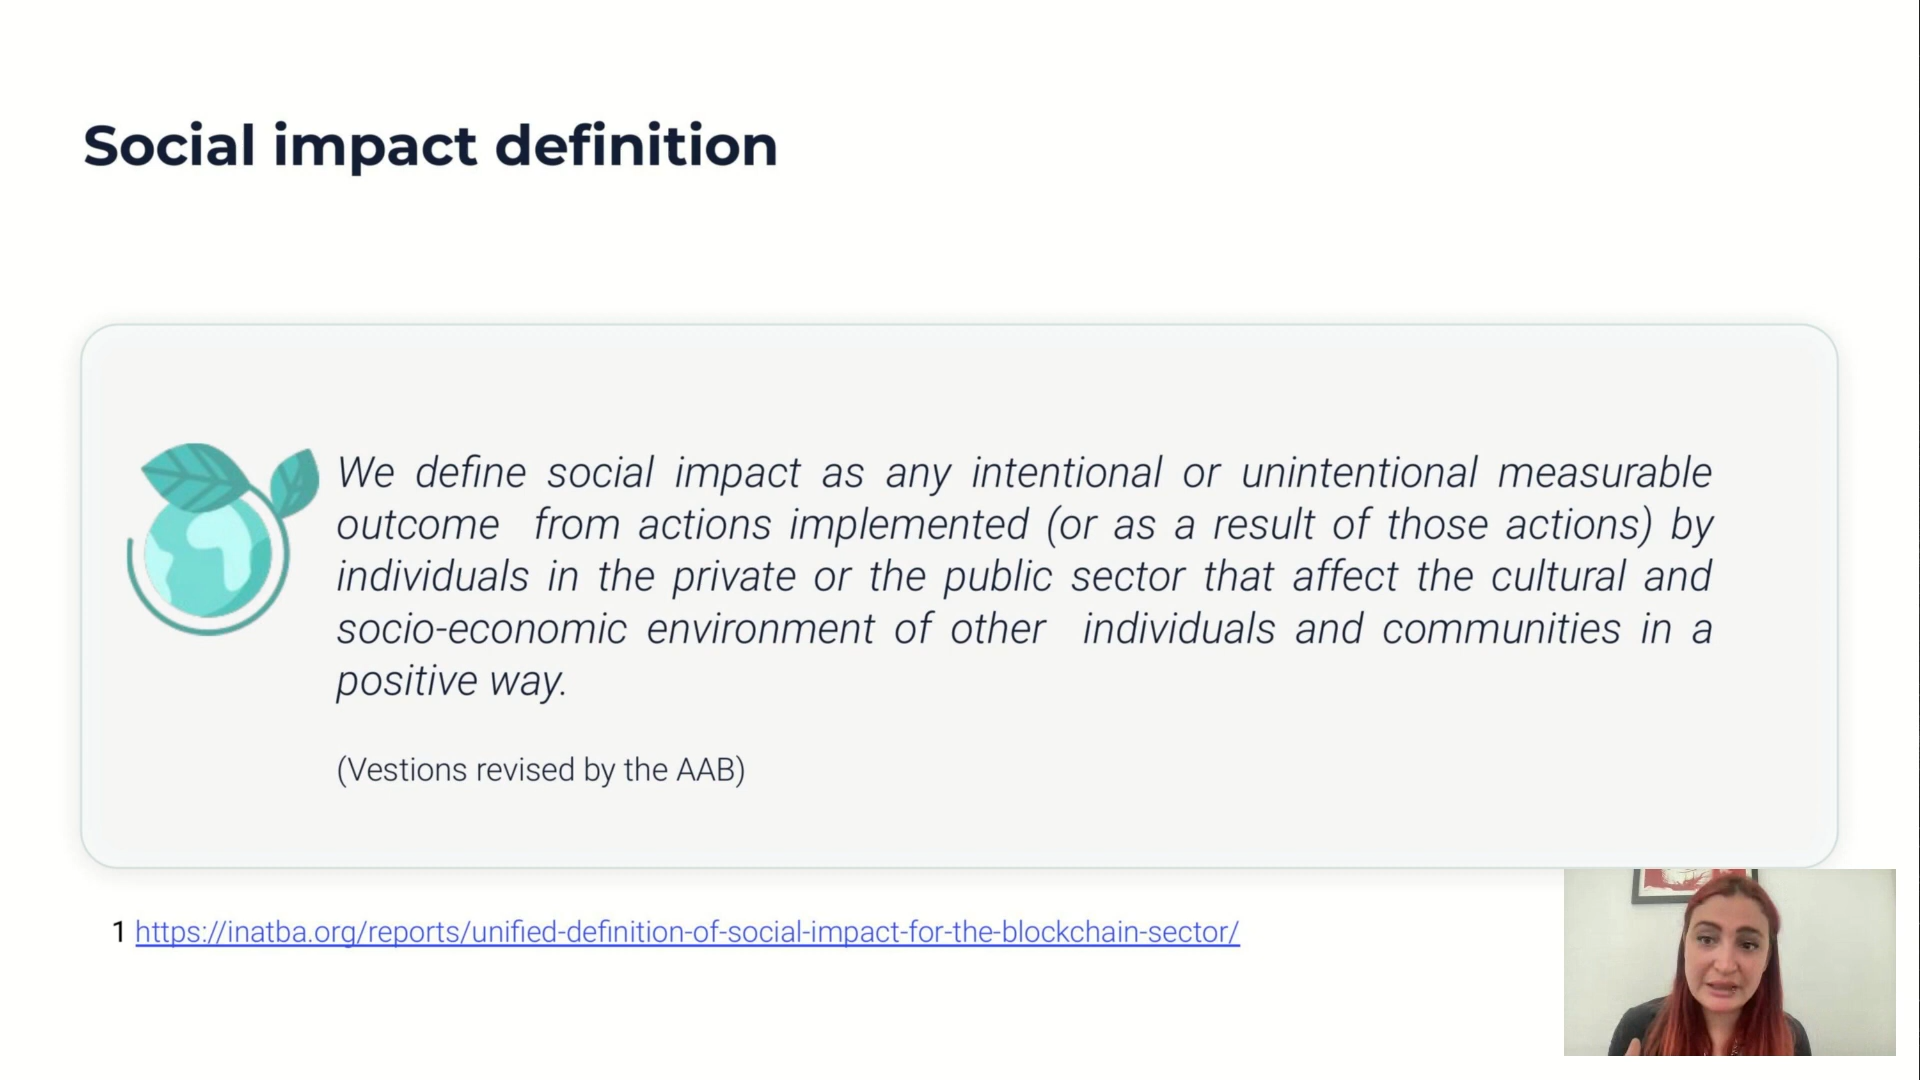 Social impact definition
We define social impact as any intentional or unintentional measurable
outcome from actions implemented (or as a result of those actions) by
individuals in the private or the public sector that affect the cultural and
socio-economic environment of other individuals and communities in a
positive way.
(Vestions revised by the AAB)
1 https://inatba.org/reports/unified-definition-of-social-impact-for-the-blockchain-sector/